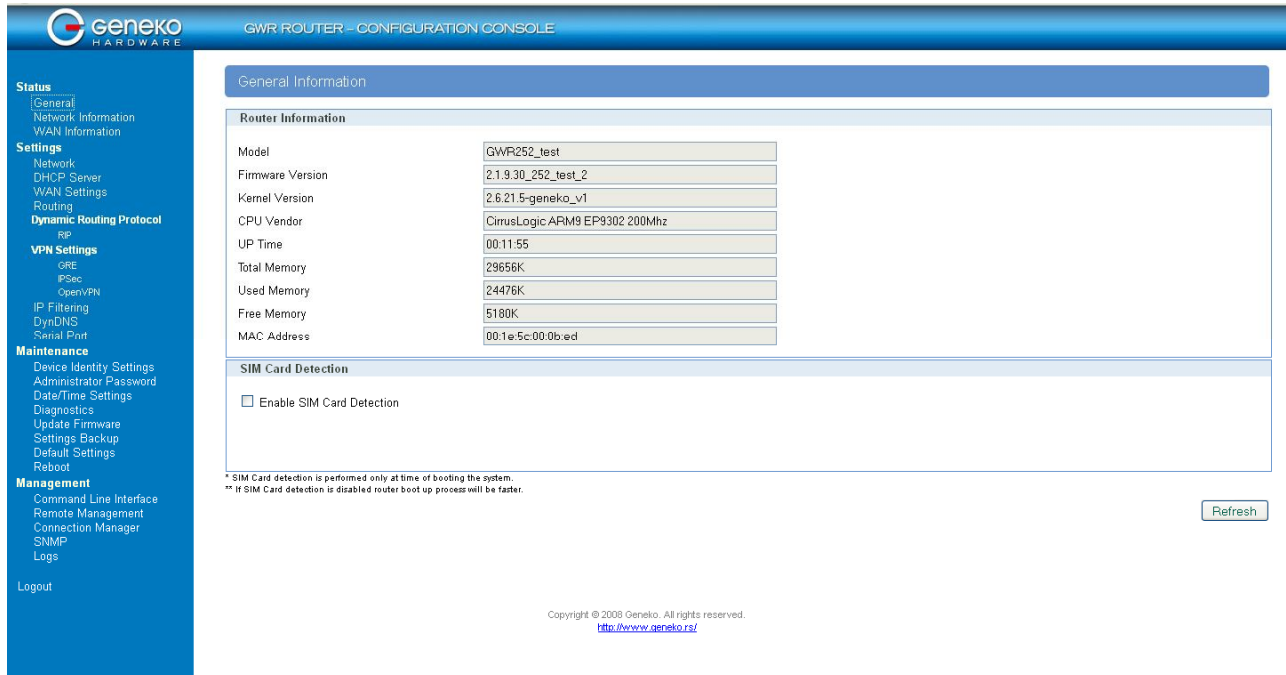 Geneko
HARDWARE
GWR ROUTER – CONFIGURATION CONSOLE
Status
General
Network Information
WAN Information
Settings
Network
DHCP Server
WAN Settings
Routing
Dynamic Routing Protocol
RIP
VPN Settings
GRE
IPSec
OpenVPN
IP Filtering
DynDNS
Serial Port
Maintenance
Device Identity Settings
Administrator Password
Date/Time Settings
Diagnostics
Update Firmware
Settings Backup
Default Settings
Reboot
Management
Command Line Interface
Remote Management
Connection Manager
SNMP
Logs
Logout
General Information
Router Information
Model GWR252_test
Firmware Version 2.1.9.30_252_test_2
Kernel Version 2.6.21.5-geneko_v1
CPU Vendor CirrusLogic ARM9 EP9302 200Mhz
UP Time 00:11:55
Total Memory 29656K
Used Memory 24476K
Free Memory 5180K
MAC Address 00:1e:5c:00:0b:ed
SIM Card Detection
Enable SIM Card Detection
* SIM Card detection is performed only at time of booting the system.
** If SIM Card detection is disabled router boot up process will be faster.
Refresh
Copyright © 2008 Geneko. All rights reserved.
http://www.geneko.rs/